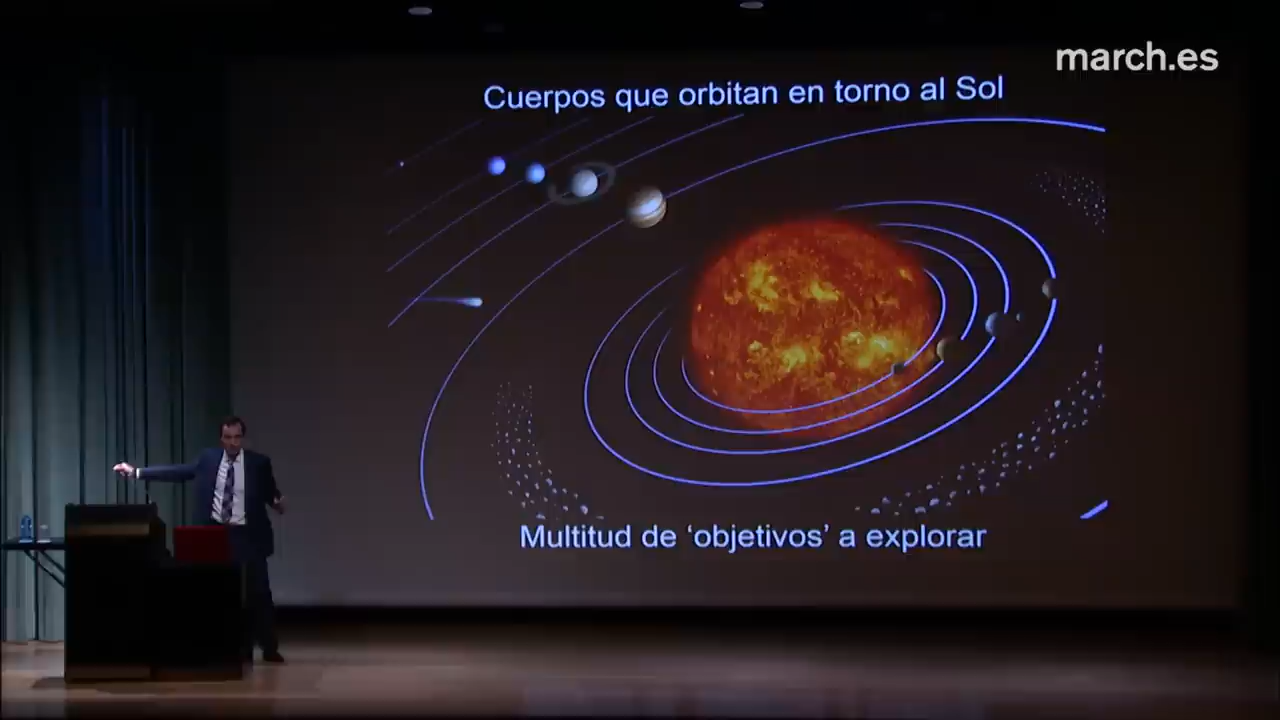 march.es
Cuerpos que orbitan en torno al Sol
Multitud de ‘objetivos’ a explorar